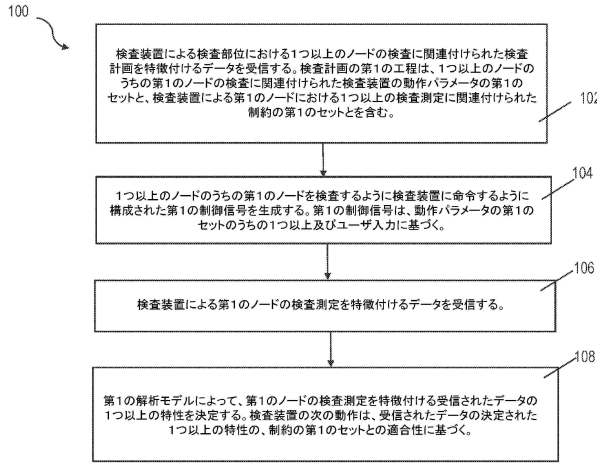 100
検査装置による検査部位における1つ以上のノードの検査に関連付けられた検査
計画を特徴付けるデータを受信する。検査計画の第1の工程は、1つ以上のノードの
うちの第1のノードの検査に関連付けられた検査装置の動作パラメータの第1の
セットと、検査装置による第1のノードにおける1つ以上の検査測定に関連付けられた
制約の第1のセットとを含む。
102
1つ以上のノードのうちの第1のノードを検査するように検査装置に命令するように
構成された第1の制御信号を生成する。第1の制御信号は、動作パラメータの第1の
セットのうちの1つ以上及びユーザ入力に基づく。
104
検査装置による第1のノードの検査測定を特徴付けるデータを受信する。
106
第1の解析モデルによって、第1のノードの検査測定を特徴付ける受信されたデータの
1つ以上の特性を決定する。検査装置の次の動作は、受信されたデータの決定された
1つ以上の特性の、制約の第1のセットとの適合性に基づく。
108